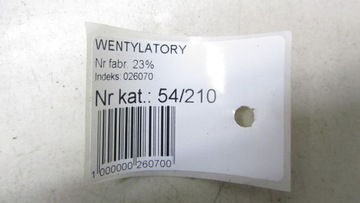 WENTYLATORY
Nr fabr. 23%
Indeks: 026070
Nr kat.: 54/210
1 000000 260700